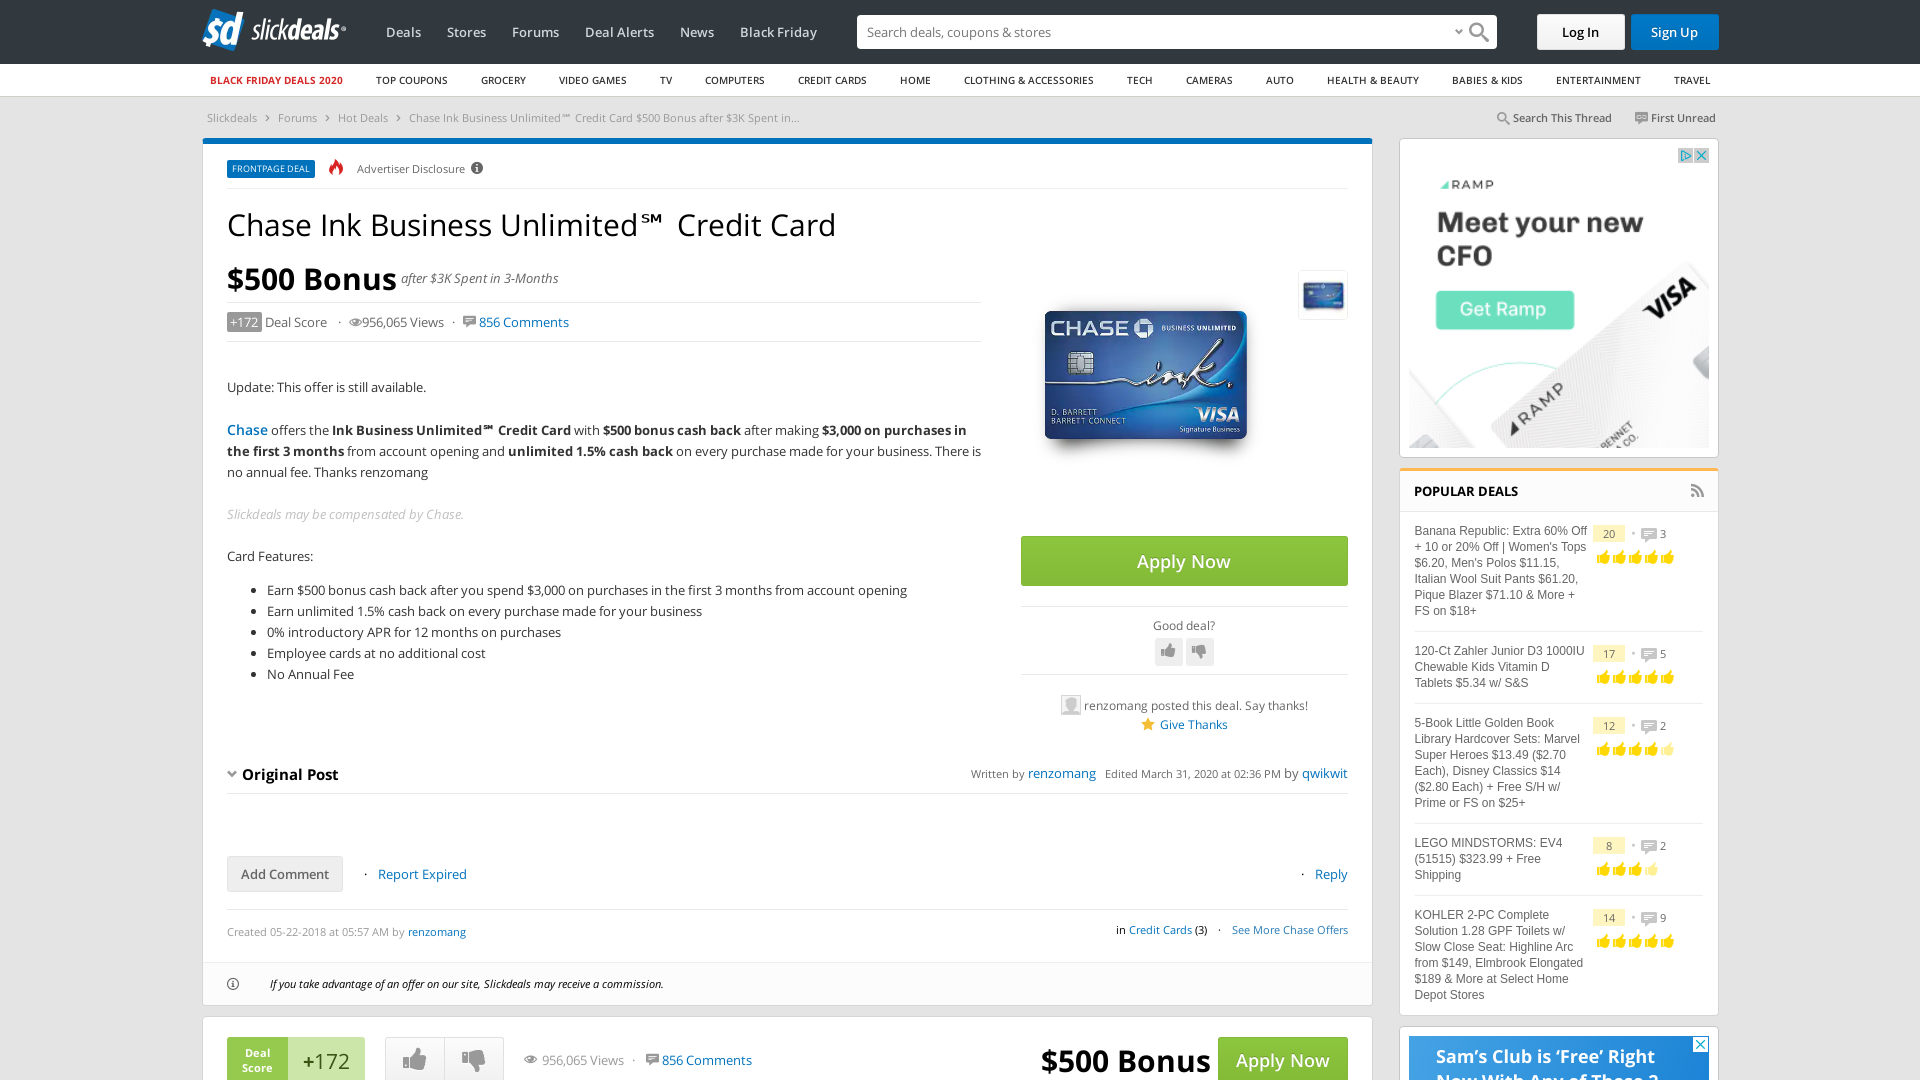 slickdeals
Deals
Stores
Forums
Deal Alerts
News
Black Friday
Search deals, coupons & stores
Log In
Sign Up
BLACK FRIDAY DEALS 2020
TOP COUPONS
GROCERY
VIDEO GAMES
TV
COMPUTERS
CREDIT CARDS
HOME
CLOTHING & ACCESSORIES
TECH
CAMERAS
AUTO
HEALTH & BEAUTY
BABIES & KIDS
ENTERTAINMENT
TRAVEL
Slickdeals > Forums > Hot Deals > Chase Ink Business Unlimited℠ Credit Card $500 Bonus after $3K Spent in...
Search This Thread
First Unread
FRONTPAGE DEAL
Advertiser Disclosure
Chase Ink Business Unlimited℠ Credit Card
$500 Bonus after $3K Spent in 3-Months
+172 Deal Score · 956,065 Views · 856 Comments
Update: This offer is still available.
Chase offers the Ink Business Unlimited℠ Credit Card with $500 bonus cash back after making $3,000 on purchases in
the first 3 months from account opening and unlimited 1.5% cash back on every purchase made for your business. There is
no annual fee. Thanks renzomang
Slickdeals may be compensated by Chase.
Card Features:
Earn $500 bonus cash back after you spend $3,000 on purchases in the first 3 months from account opening
Earn unlimited 1.5% cash back on every purchase made for your business
0% introductory APR for 12 months on purchases
Employee cards at no additional cost
No Annual Fee
CHASE
BUSINESS UNLIMITED
ink.
D. BARRETT
BARRETT CONNECT
VISA
Signature Business
Apply Now
Good deal?
renzomang posted this deal. Say thanks!
Give Thanks
Original Post
Written by renzomang Edited March 31, 2020 at 02:36 PM by qwikwit
Add Comment
· Report Expired
· Reply
Created 05-22-2018 at 05:57 AM by renzomang
in Credit Cards (3) · See More Chase Offers
If you take advantage of an offer on our site, Slickdeals may receive a commission.
Deal
Score
+172
956,065 Views · 856 Comments
$500 Bonus
Apply Now
RAMP
Meet your new
CFO
Get Ramp
VISA
RAMP
BENNET
CO.
POPULAR DEALS
Banana Republic: Extra 60% Off
+ 10 or 20% Off | Women's Tops
$6.20, Men's Polos $11.15,
Italian Wool Suit Pants $61.20,
Pique Blazer $71.10 & More +
FS on $18+
20 · 3
120-Ct Zahler Junior D3 1000IU
Chewable Kids Vitamin D
Tablets $5.34 w/ S&S
17 · 5
5-Book Little Golden Book
Library Hardcover Sets: Marvel
Super Heroes $13.49 ($2.70
Each), Disney Classics $14
($2.80 Each) + Free S/H w/
Prime or FS on $25+
12 · 2
LEGO MINDSTORMS: EV4
(51515) $323.99 + Free
Shipping
8 · 2
KOHLER 2-PC Complete
Solution 1.28 GPF Toilets w/
Slow Close Seat: Highline Arc
from $149, Elmbrook Elongated
$189 & More at Select Home
Depot Stores
14 · 9
Sam's Club is 'Free' Right
Now With Any of These 3